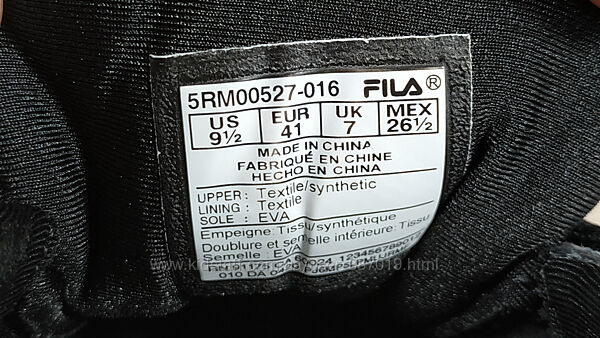 5RM00527-016 FILA®
US EUR UK MEX
9½ 41 7 26½
MADE IN CHINA
FABRIQUÉ EN CHINE
HECHO EN CHINA
UPPER: Textile/synthetic
LINING: Textile
SOLE: EVA
Empeigne: Tissu/synthétique
Doublure et semelle intérieure: Tissu
Semelle: EVA
010 DA